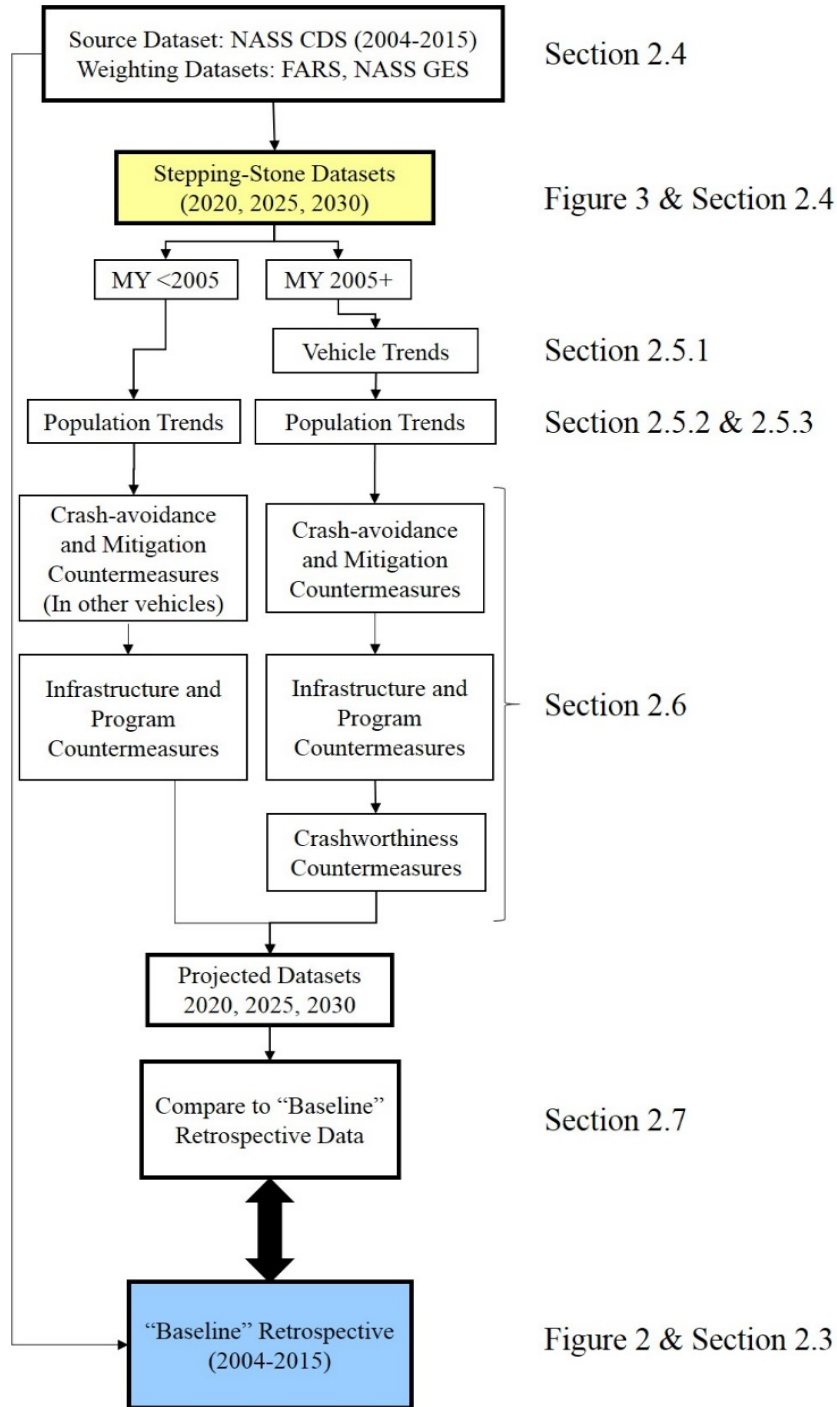 Source Dataset: NASS CDS (2004-2015)
Weighting Datasets: FARS, NASS GES
Section 2.4
Stepping-Stone Datasets
(2020, 2025, 2030)
Figure 3 & Section 2.4
MY <2005
MY 2005+
Vehicle Trends
Section 2.5.1
Population Trends
Population Trends
Section 2.5.2 & 2.5.3
Crash-avoidance
and Mitigation
Countermeasures
(In other vehicles)
Crash-avoidance
and Mitigation
Countermeasures
Infrastructure and
Program
Countermeasures
Infrastructure and
Program
Countermeasures
Section 2.6
Crashworthiness
Countermeasures
Projected Datasets
2020, 2025, 2030
Compare to “Baseline”
Retrospective Data
Section 2.7
“Baseline” Retrospective
(2004-2015)
Figure 2 & Section 2.3